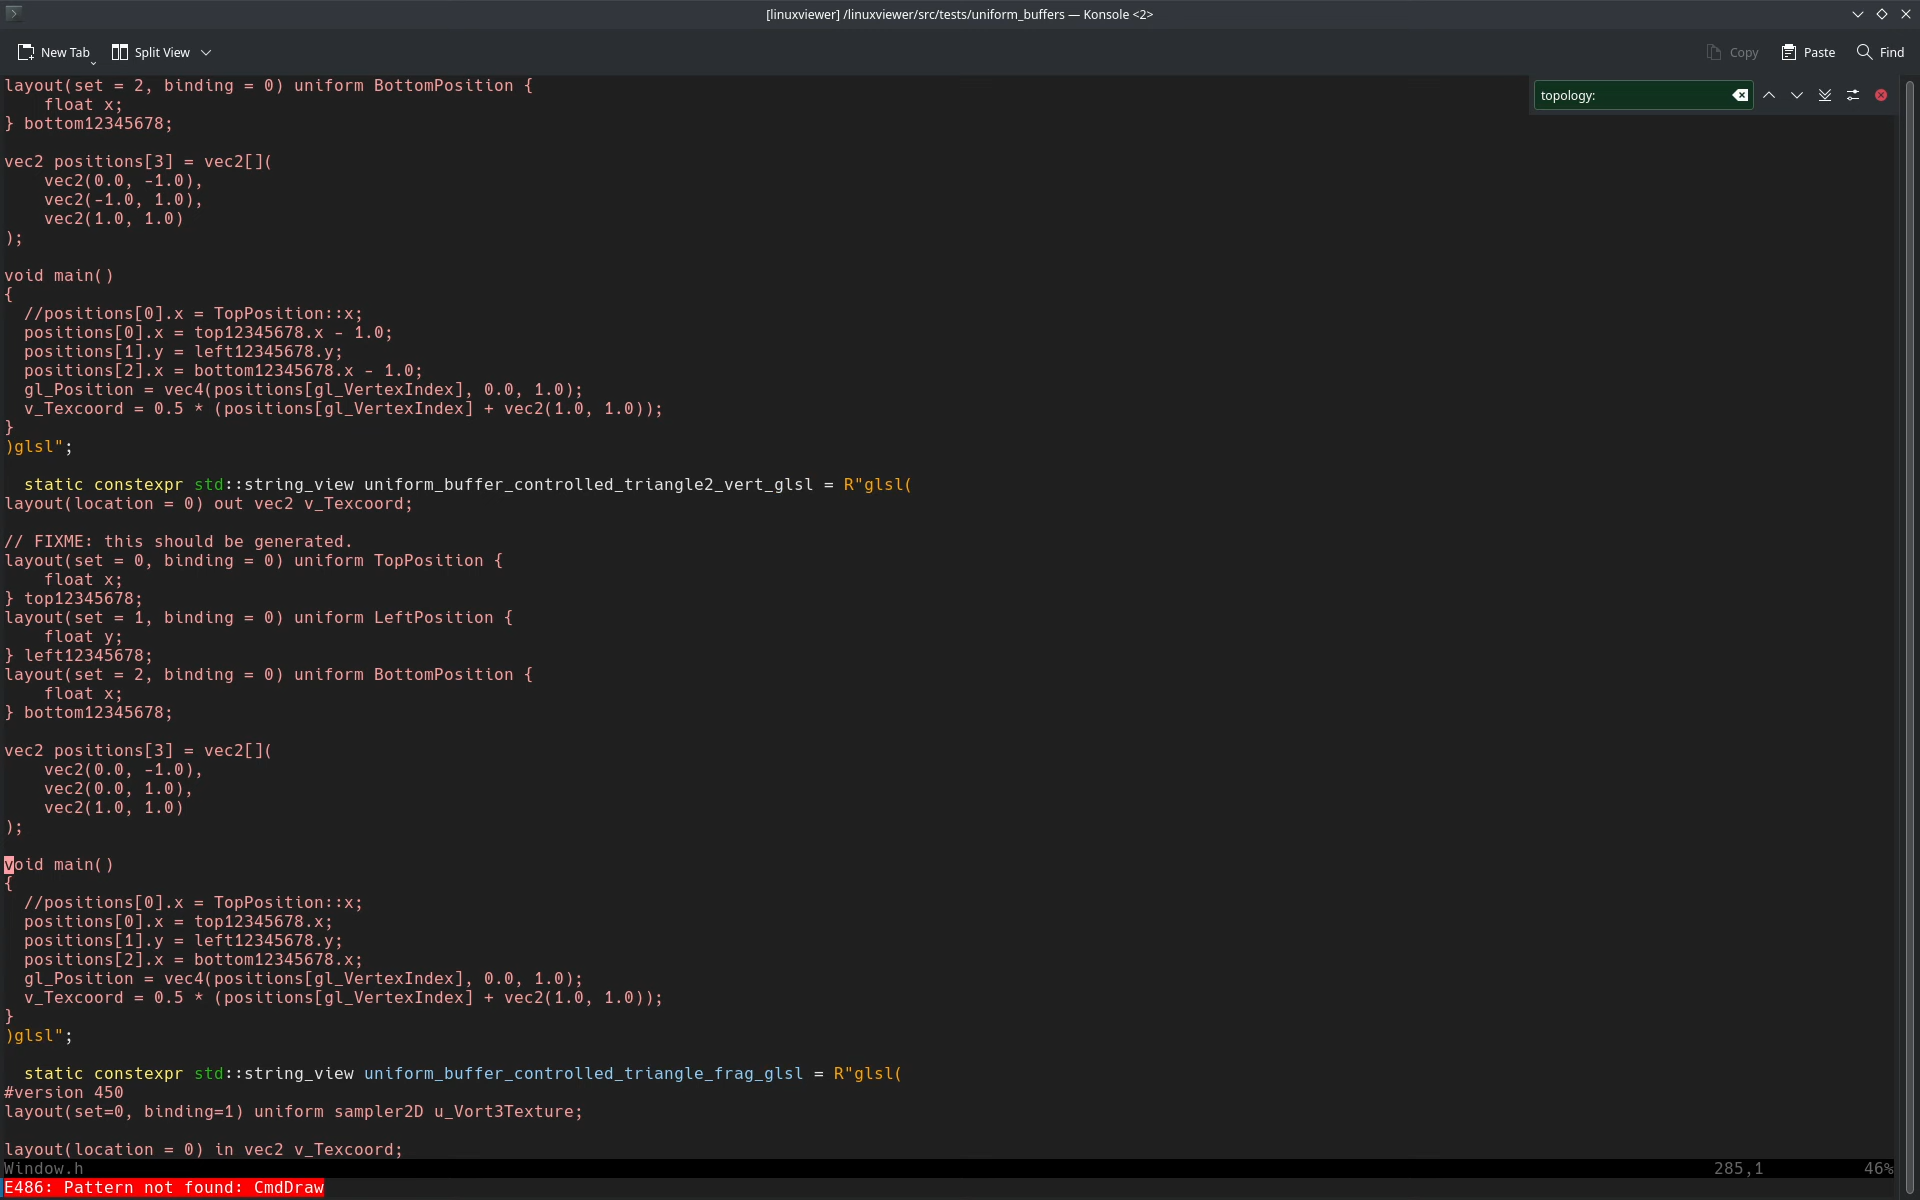 [linuxviewer] /linuxviewer/src/tests/uniform_buffers — Konsole <2>
New Tab Split View Copy Paste Find
topology:
layout(set = 2, binding = 0) uniform BottomPosition {
    float x;
} bottom12345678;

vec2 positions[3] = vec2[](
    vec2(0.0, -1.0),
    vec2(-1.0, 1.0),
    vec2(1.0, 1.0)
);

void main()
{
  //positions[0].x = TopPosition::x;
  positions[0].x = top12345678.x - 1.0;
  positions[1].y = left12345678.y;
  positions[2].x = bottom12345678.x - 1.0;
  gl_Position = vec4(positions[gl_VertexIndex], 0.0, 1.0);
  v_Texcoord = 0.5 * (positions[gl_VertexIndex] + vec2(1.0, 1.0));
}
)glsl";

  static constexpr std::string_view uniform_buffer_controlled_triangle2_vert_glsl = R"glsl(
layout(location = 0) out vec2 v_Texcoord;

// FIXME: this should be generated.
layout(set = 0, binding = 0) uniform TopPosition {
    float x;
} top12345678;
layout(set = 1, binding = 0) uniform LeftPosition {
    float y;
} left12345678;
layout(set = 2, binding = 0) uniform BottomPosition {
    float x;
} bottom12345678;

vec2 positions[3] = vec2[](
    vec2(0.0, -1.0),
    vec2(0.0, 1.0),
    vec2(1.0, 1.0)
);

void main()
{
  //positions[0].x = TopPosition::x;
  positions[0].x = top12345678.x;
  positions[1].y = left12345678.y;
  positions[2].x = bottom12345678.x;
  gl_Position = vec4(positions[gl_VertexIndex], 0.0, 1.0);
  v_Texcoord = 0.5 * (positions[gl_VertexIndex] + vec2(1.0, 1.0));
}
)glsl";

  static constexpr std::string_view uniform_buffer_controlled_triangle_frag_glsl = R"glsl(
#version 450
layout(set=0, binding=1) uniform sampler2D u_Vort3Texture;

layout(location = 0) in vec2 v_Texcoord;
Window.h 285,1 46%
E486: Pattern not found: CmdDraw